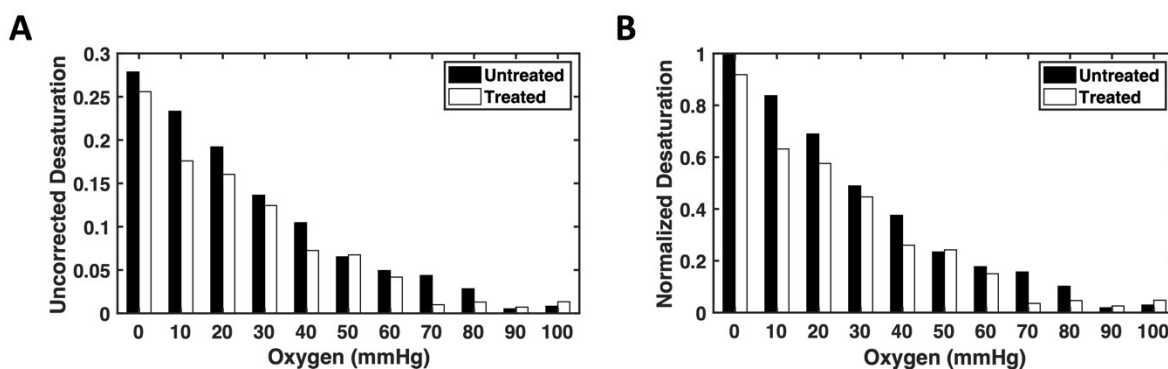 A
Uncorrected Desaturation
0.3
0.25
0.2
0.15
0.1
0.05
0
Untreated
Treated
0 10 20 30 40 50 60 70 80 90 100
Oxygen (mmHg)
B
Normalized Desaturation
1
0.8
0.6
0.4
0.2
0
Untreated
Treated
0 10 20 30 40 50 60 70 80 90 100
Oxygen (mmHg)